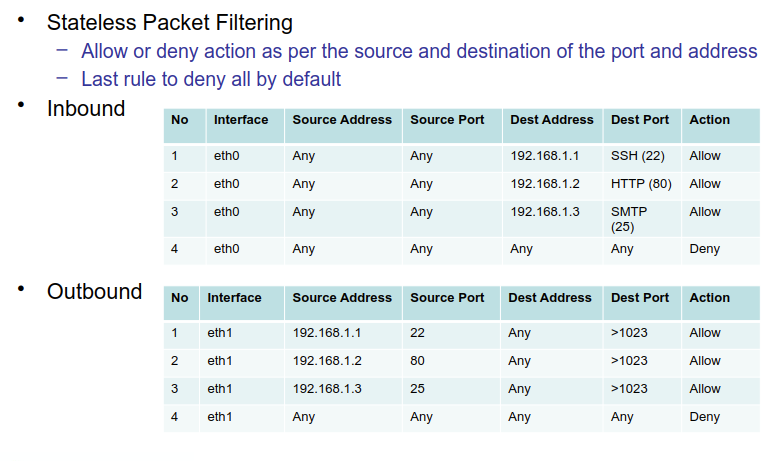 • Stateless Packet Filtering
– Allow or deny action as per the source and destination of the port and address
– Last rule to deny all by default
• Inbound
No Interface Source Address Source Port Dest Address Dest Port Action
1 eth0 Any Any 192.168.1.1 SSH (22) Allow
2 eth0 Any Any 192.168.1.2 HTTP (80) Allow
3 eth0 Any Any 192.168.1.3 SMTP (25) Allow
4 eth0 Any Any Any Any Deny
• Outbound
No Interface Source Address Source Port Dest Address Dest Port Action
1 eth1 192.168.1.1 22 Any >1023 Allow
2 eth1 192.168.1.2 80 Any >1023 Allow
3 eth1 192.168.1.3 25 Any >1023 Allow
4 eth1 Any Any Any Any Deny